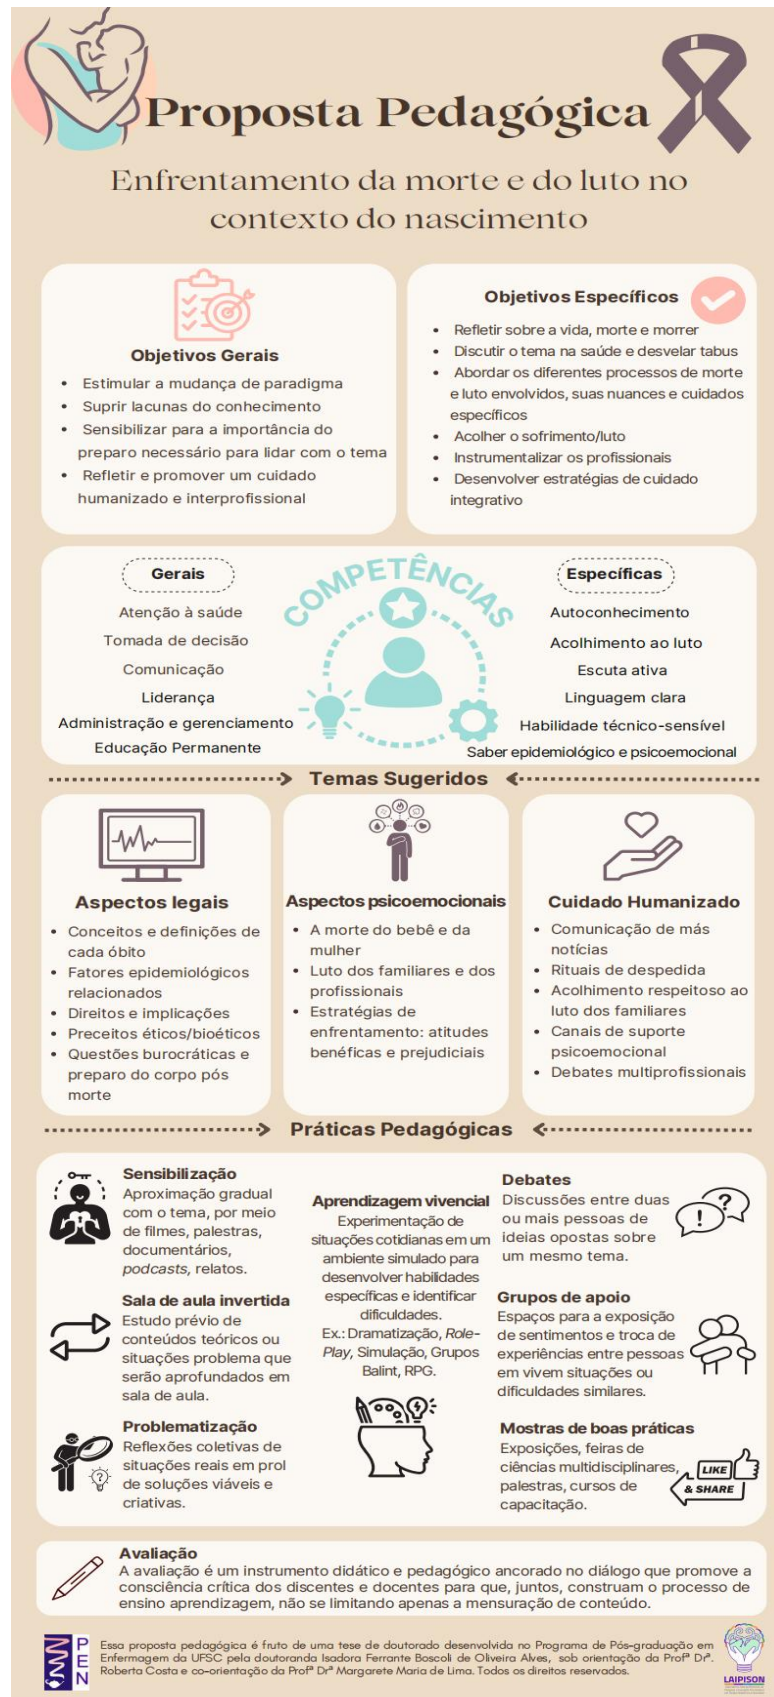 Proposta Pedagógica
Enfrentamento da morte e do luto no
contexto do nascimento
Objetivos Gerais
• Estimular a mudança de paradigma
• Suprir lacunas do conhecimento
• Sensibilizar para a importância do
preparo necessário para lidar com o tema
• Refletir e promover um cuidado
humanizado e interprofissional
Objetivos Específicos
• Refletir sobre a vida, morte e morrer
• Discutir o tema na saúde e desvelar tabus
• Abordar os diferentes processos de morte
e luto envolvidos, suas nuances e cuidados
específicos
• Acolher o sofrimento/luto
• Instrumentalizar os profissionais
• Desenvolver estratégias de cuidado
integrativo
COMPETÊNCIAS
Gerais
Atenção à saúde
Tomada de decisão
Comunicação
Liderança
Administração e gerenciamento
Educação Permanente
Específicas
Autoconhecimento
Acolhimento ao luto
Escuta ativa
Linguagem clara
Habilidade técnico-sensível
Saber epidemiológico e psicoemocional
Temas Sugeridos
Aspectos legais
• Conceitos e definições de
cada óbito
• Fatores epidemiológicos
relacionados
• Direitos e implicações
• Preceitos éticos/bioéticos
• Questões burocráticas e
preparo do corpo pós
morte
Aspectos psicoemocionais
• A morte do bebê e da
mulher
• Luto dos familiares e dos
profissionais
• Estratégias de
enfrentamento: atitudes
benéficas e prejudiciais
Cuidado Humanizado
• Comunicação de más
notícias
• Rituais de despedida
• Acolhimento respeitoso ao
luto dos familiares
• Canais de suporte
psicoemocional
• Debates multiprofissionais
Práticas Pedagógicas
Sensibilização
Aproximação gradual
com o tema, por meio
de filmes, palestras,
documentários,
podcasts, relatos.
Sala de aula invertida
Estudo prévio de
conteúdos teóricos ou
situações problema que
serão aprofundados em
sala de aula.
Problematização
Reflexões coletivas de
situações reais em prol
de soluções viáveis e
criativas.
Aprendizagem vivencial
Experimentação de
situações cotidianas em um
ambiente simulado para
desenvolver habilidades
específicas e identificar
dificuldades.
Ex.: Dramatização, Role-
Play, Simulação, Grupos
Balint, RPG.
Debates
Discussões entre duas
ou mais pessoas de
ideias opostas sobre
um mesmo tema.
Grupos de apoio
Espaços para a exposição
de sentimentos e troca de
experiências entre pessoas
em vivem situações ou
dificuldades similares.
Mostras de boas práticas
Exposições, feiras de
ciências multidisciplinares,
palestras, cursos de
capacitação.
LIKE
& SHARE
Avaliação
A avaliação é um instrumento didático e pedagógico ancorado no diálogo que promove a
consciência crítica dos discentes e docentes para que, juntos, construam o processo de
ensino aprendizagem, não se limitando apenas a mensuração de conteúdo.
PEN
Essa proposta pedagógica é fruto de uma tese de doutorado desenvolvida no Programa de Pós-graduação em
Enfermagem da UFSC pela doutoranda Isadora Ferrante Boscoli de Oliveira Alves, sob orientação da Profª Drª.
Roberta Costa e co-orientação da Profª Drª Margarete Maria de Lima. Todos os direitos reservados.
LAIPISON